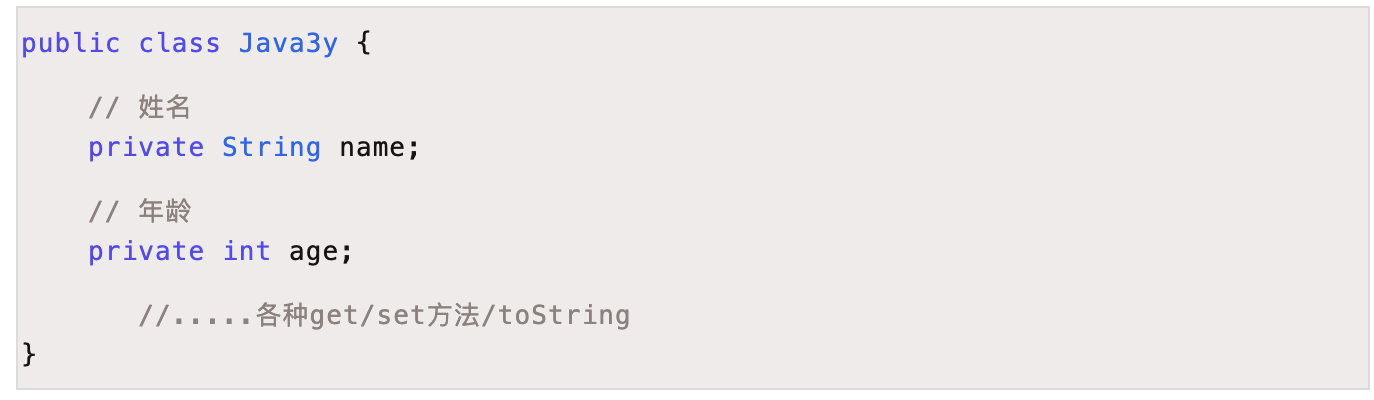 public class Java3y {
// 姓名
private String name;
// 年龄
private int age;
//.....各种get/set方法/toString
}